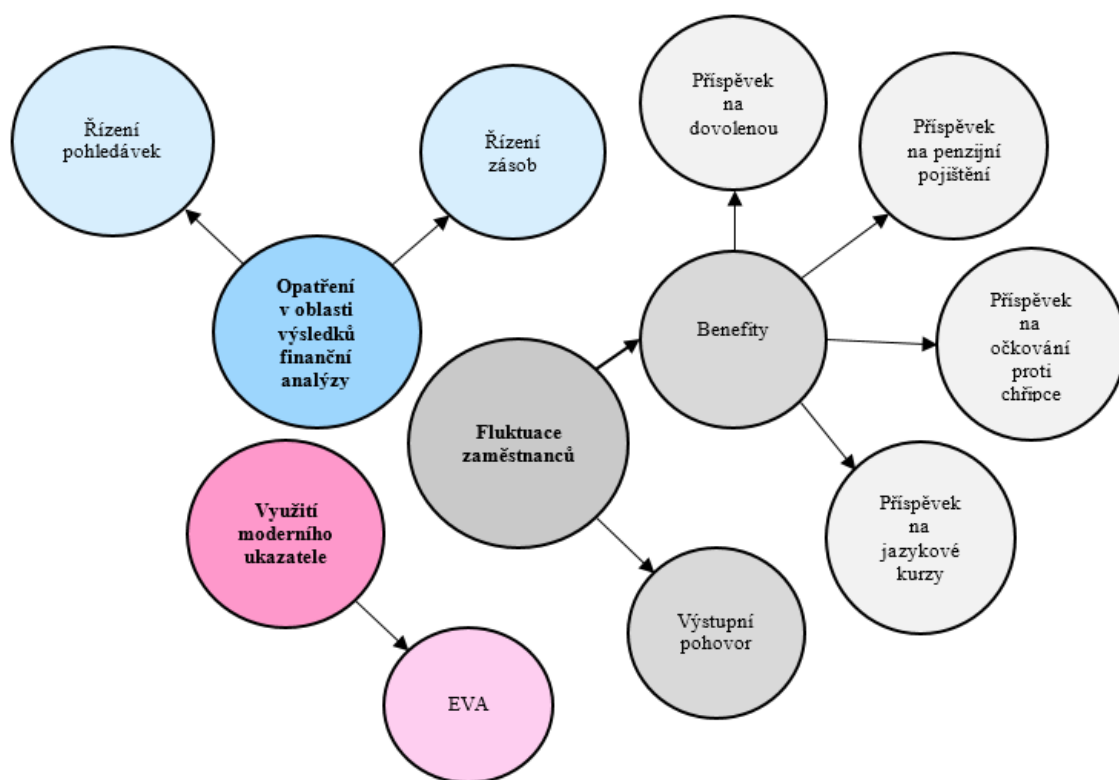 Řízení
pohledávek
Řízení
zásob
Příspěvek
na
dovolenou
Příspěvek
na penzijní
pojištění
Opatření
v oblasti
výsledků
finanční
analýzy
Benefity
Příspěvek
na
očkování
proti
chřipce
Fluktuace
zaměstnanců
Využití
moderního
ukazatele
Příspěvek
na
jazykové
kurzy
Výstupní
pohovor
EVA